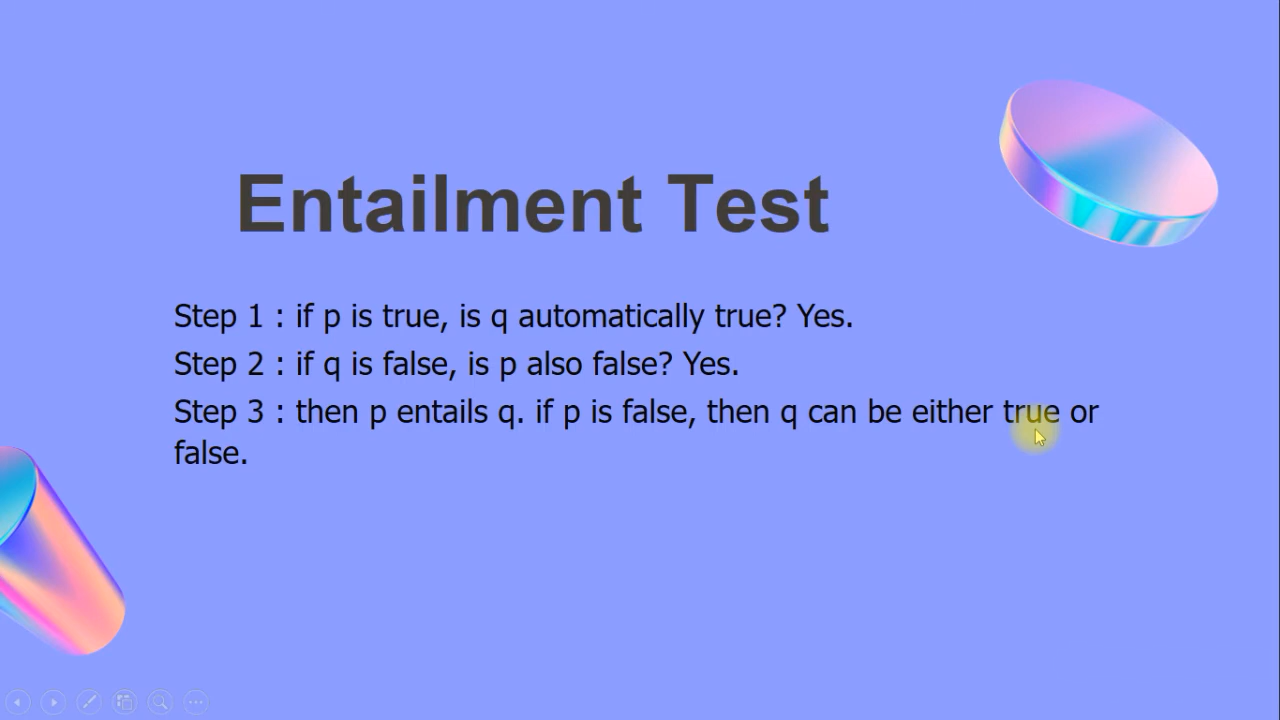 Entailment Test
Step 1 : if p is true, is q automatically true? Yes.
Step 2 : if q is false, is p also false? Yes.
Step 3 : then p entails q. if p is false, then q can be either true or
false.